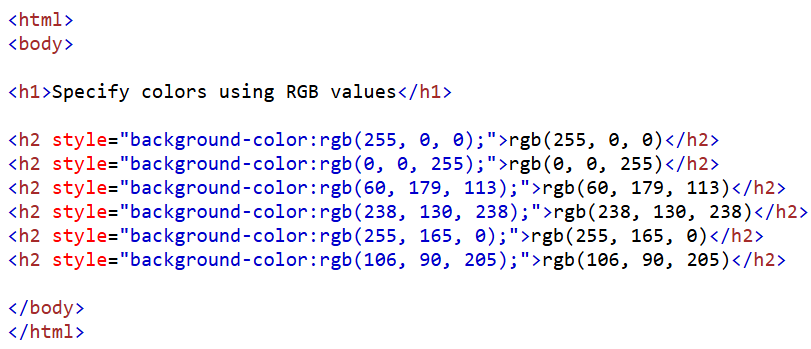 <html>
<body>
<h1>Specify colors using RGB values</h1>
<h2 style="background-color:rgb(255, 0, 0);">rgb(255, 0, 0)</h2>
<h2 style="background-color:rgb(0, 0, 255);">rgb(0, 0, 255)</h2>
<h2 style="background-color:rgb(60, 179, 113);">rgb(60, 179, 113)</h2>
<h2 style="background-color:rgb(238, 130, 238);">rgb(238, 130, 238)</h2>
<h2 style="background-color:rgb(255, 165, 0);">rgb(255, 165, 0)</h2>
<h2 style="background-color:rgb(106, 90, 205);">rgb(106, 90, 205)</h2>
</body>
</html>